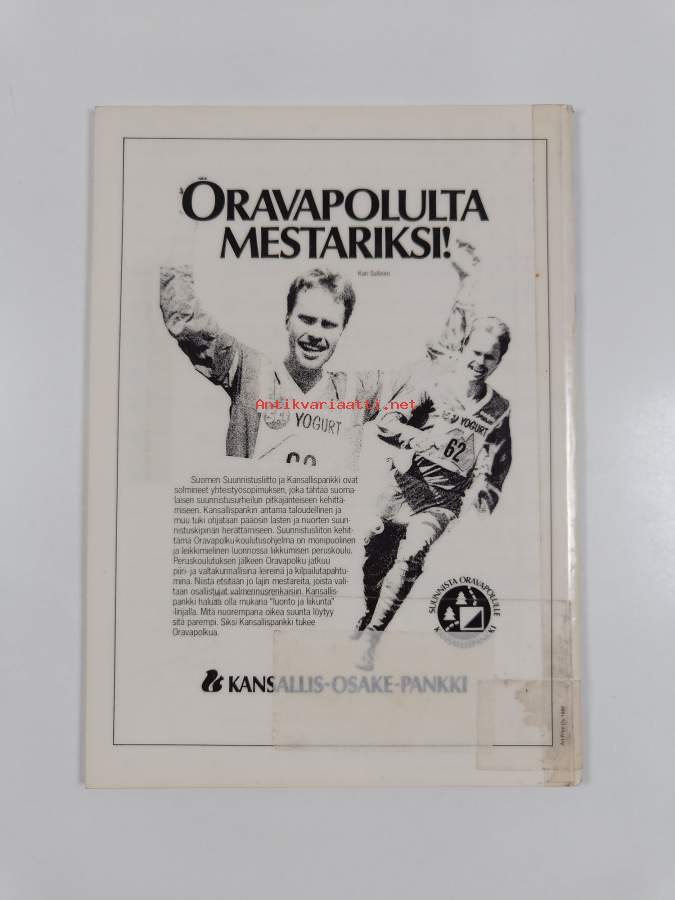 ORAVAPOLULTA
MESTARIKSI!
Kari Sallinen
YOGURT
YOGURT
62
Suomen Suunnistusliitto ja Kansallispankki ovat
solmineet yhteistyösopimuksen, joka tähtää suoma-
laisen suunnistusurheilun pitkäjänteiseen kehittä-
miseen. Kansallispankin antama taloudellinen ja
muu tuki ohjataan pääosin lasten ja nuorten suun-
nistuskipinän herättämiseen. Suunnistusliiton kehit-
tämä Oravapolku-koulutusohjelma on monipuolinen
ja leikkimielinen luonnossa liikkumisen peruskoulu.
Peruskoulutuksen jälkeen Oravapolku jatkuu
piiri- ja valtakunnallisina leireinä ja kilpailutapahtu-
mina. Niistä etsitään jo lajin mestareita, joista vali-
taan osallistujat valmennusrenkaisiin. Kansallis-
pankki haluaa olla mukana "luonto ja liikunta"
-linjalla. Mitä nuorempana oikea suunta löytyy
sitä parempi. Siksi Kansallispankki tukee
Oravapolkua.
SUUNNISTA ORAVAPOLULLE
KANSALLISPANKKI
KANSALLIS-OSAKE-PANKKI
Antikvariaatti.net